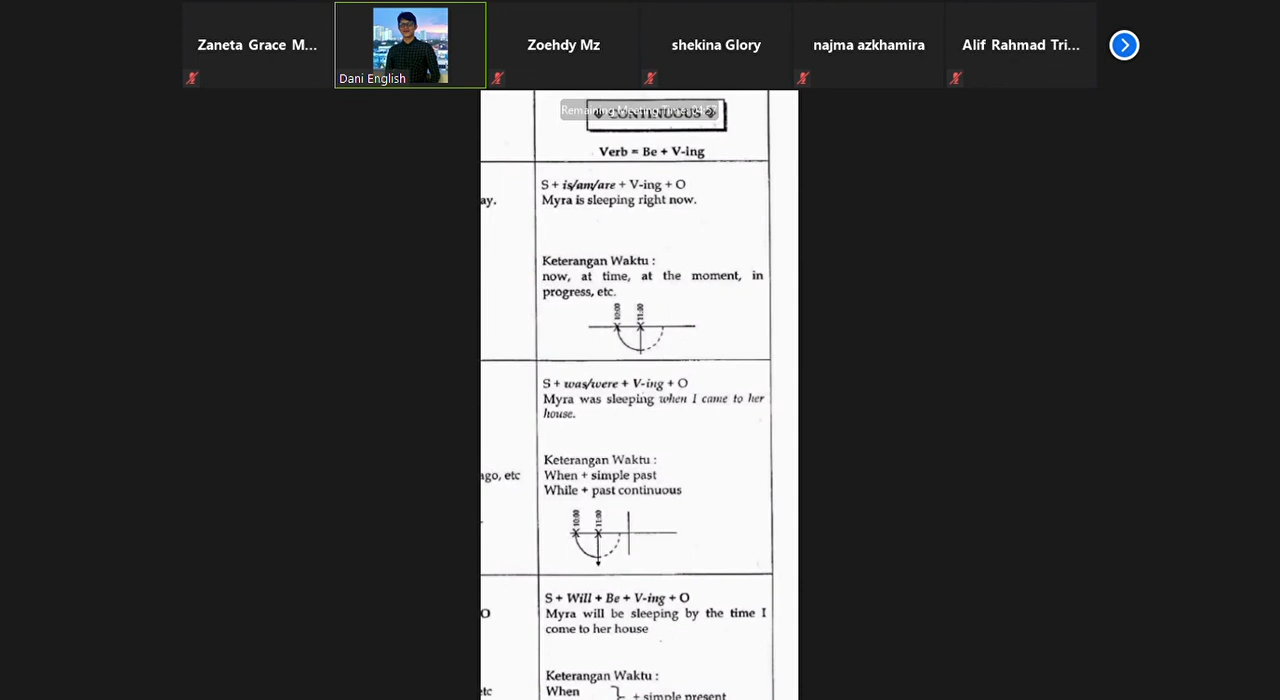 Zaneta Grace M...
Dani English
Zoehdy Mz
shekina Glory
najma azkhamira
Alif Rahmad Tri...
Remaining Meeting Time:
CONTINUOUS
Verb = Be + V-ing
S + is/am/are + V-ing + O
ay.
Myra is sleeping right now.
Keterangan Waktu :
now, at time, at the moment, in
progress, etc.
10:00
11:00
S + was/were + V-ing + O
Myra was sleeping when I came to her
house.
Keterangan Waktu :
ago, etc
When + simple past
While + past continuous
10:00
11:00
S + Will + Be + V-ing + O
O
Myra will be sleeping by the time I
come to her house
Keterangan Waktu :
etc
When
+ simple present